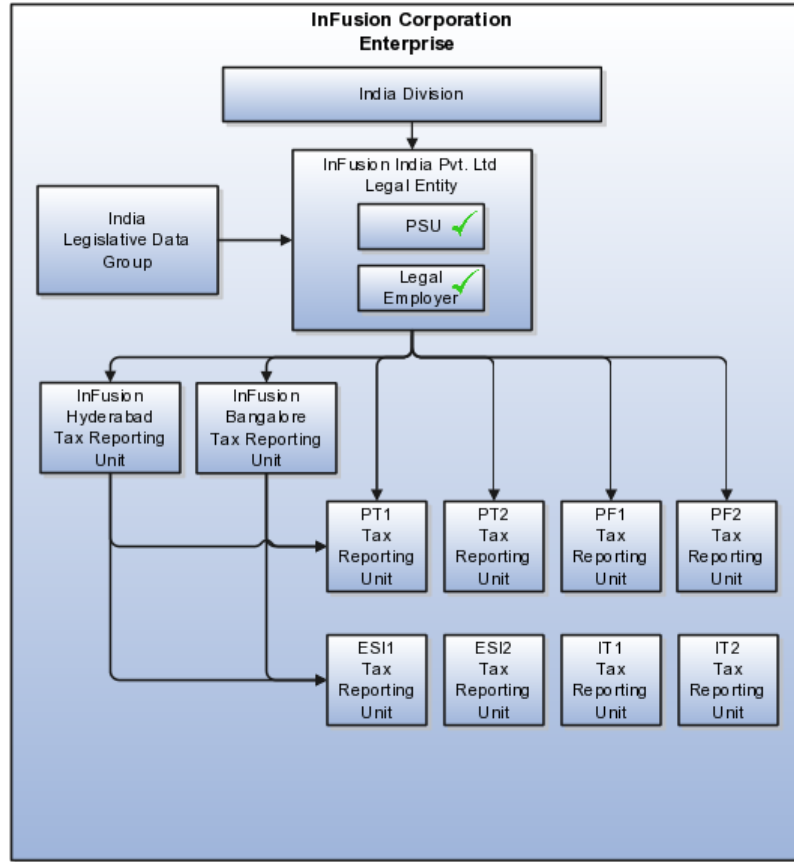 InFusion Corporation
Enterprise
India Division
InFusion India Pvt. Ltd
Legal Entity
PSU
Legal
Employer
India
Legislative Data
Group
InFusion
Hyderabad
Tax Reporting
Unit
InFusion
Bangalore
Tax Reporting
Unit
PT1
Tax
Reporting
Unit
PT2
Tax
Reporting
Unit
PF1
Tax
Reporting
Unit
PF2
Tax
Reporting
Unit
ESI1
Tax
Reporting
Unit
ESI2
Tax
Reporting
Unit
IT1
Tax
Reporting
Unit
IT2
Tax
Reporting
Unit